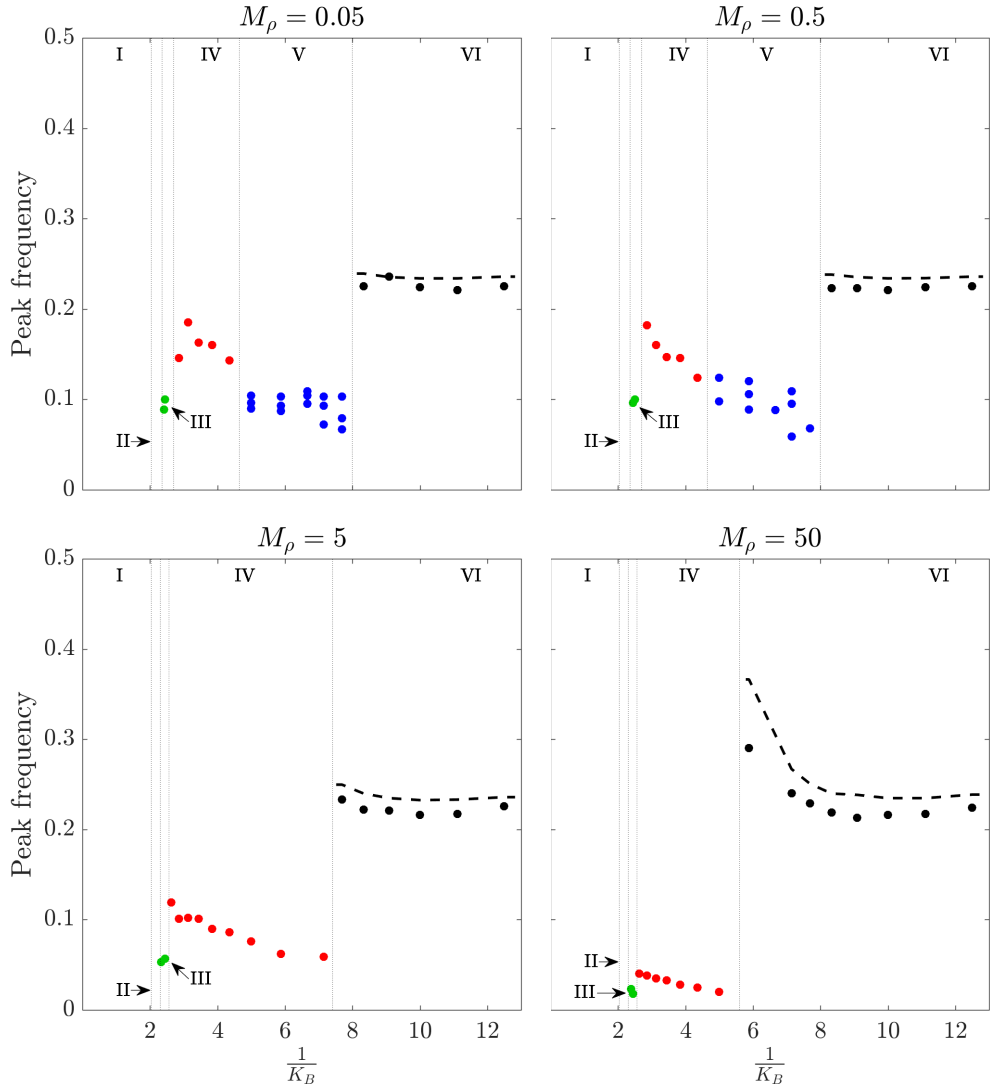 M_ρ = 0.05
M_ρ = 0.5
0.5
0.4
0.3
0.2
0.1
0
Peak frequency
I
IV
V
VI
II
III
I
IV
V
VI
II
III
M_ρ = 5
M_ρ = 50
0.5
0.4
0.3
0.2
0.1
0
Peak frequency
I
IV
VI
II
III
I
IV
VI
II
III
2 4 6 8 10 12
2 4 6 8 10 12
1/K_B
1/K_B